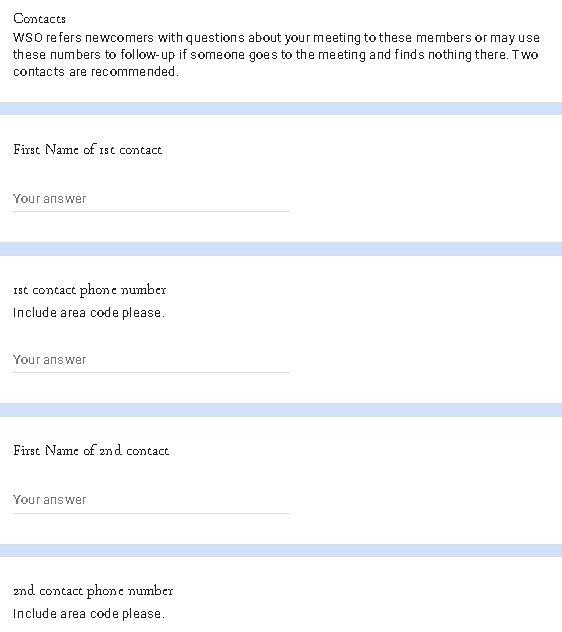 Contacts
WSO refers newcomers with questions about your meeting to these members or may use
these numbers to follow-up if someone goes to the meeting and finds nothing there. Two
contacts are recommended.
First Name of 1st contact
Your answer
1st contact phone number
Include area code please.
Your answer
First Name of 2nd contact
Your answer
2nd contact phone number
Include area code please.